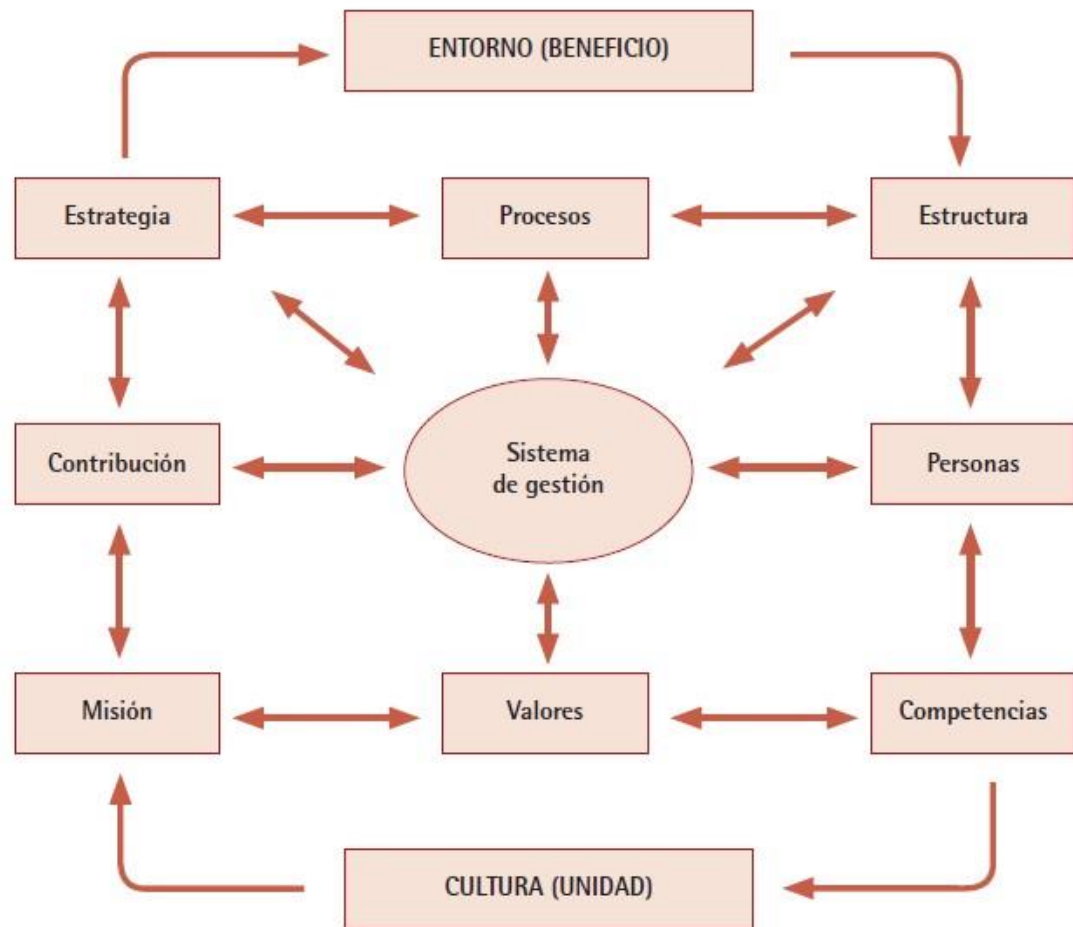 ENTORNO (BENEFICIO)
Estrategia
Procesos
Estructura
Contribución
Sistema
de gestión
Personas
Misión
Valores
Competencias
CULTURA (UNIDAD)